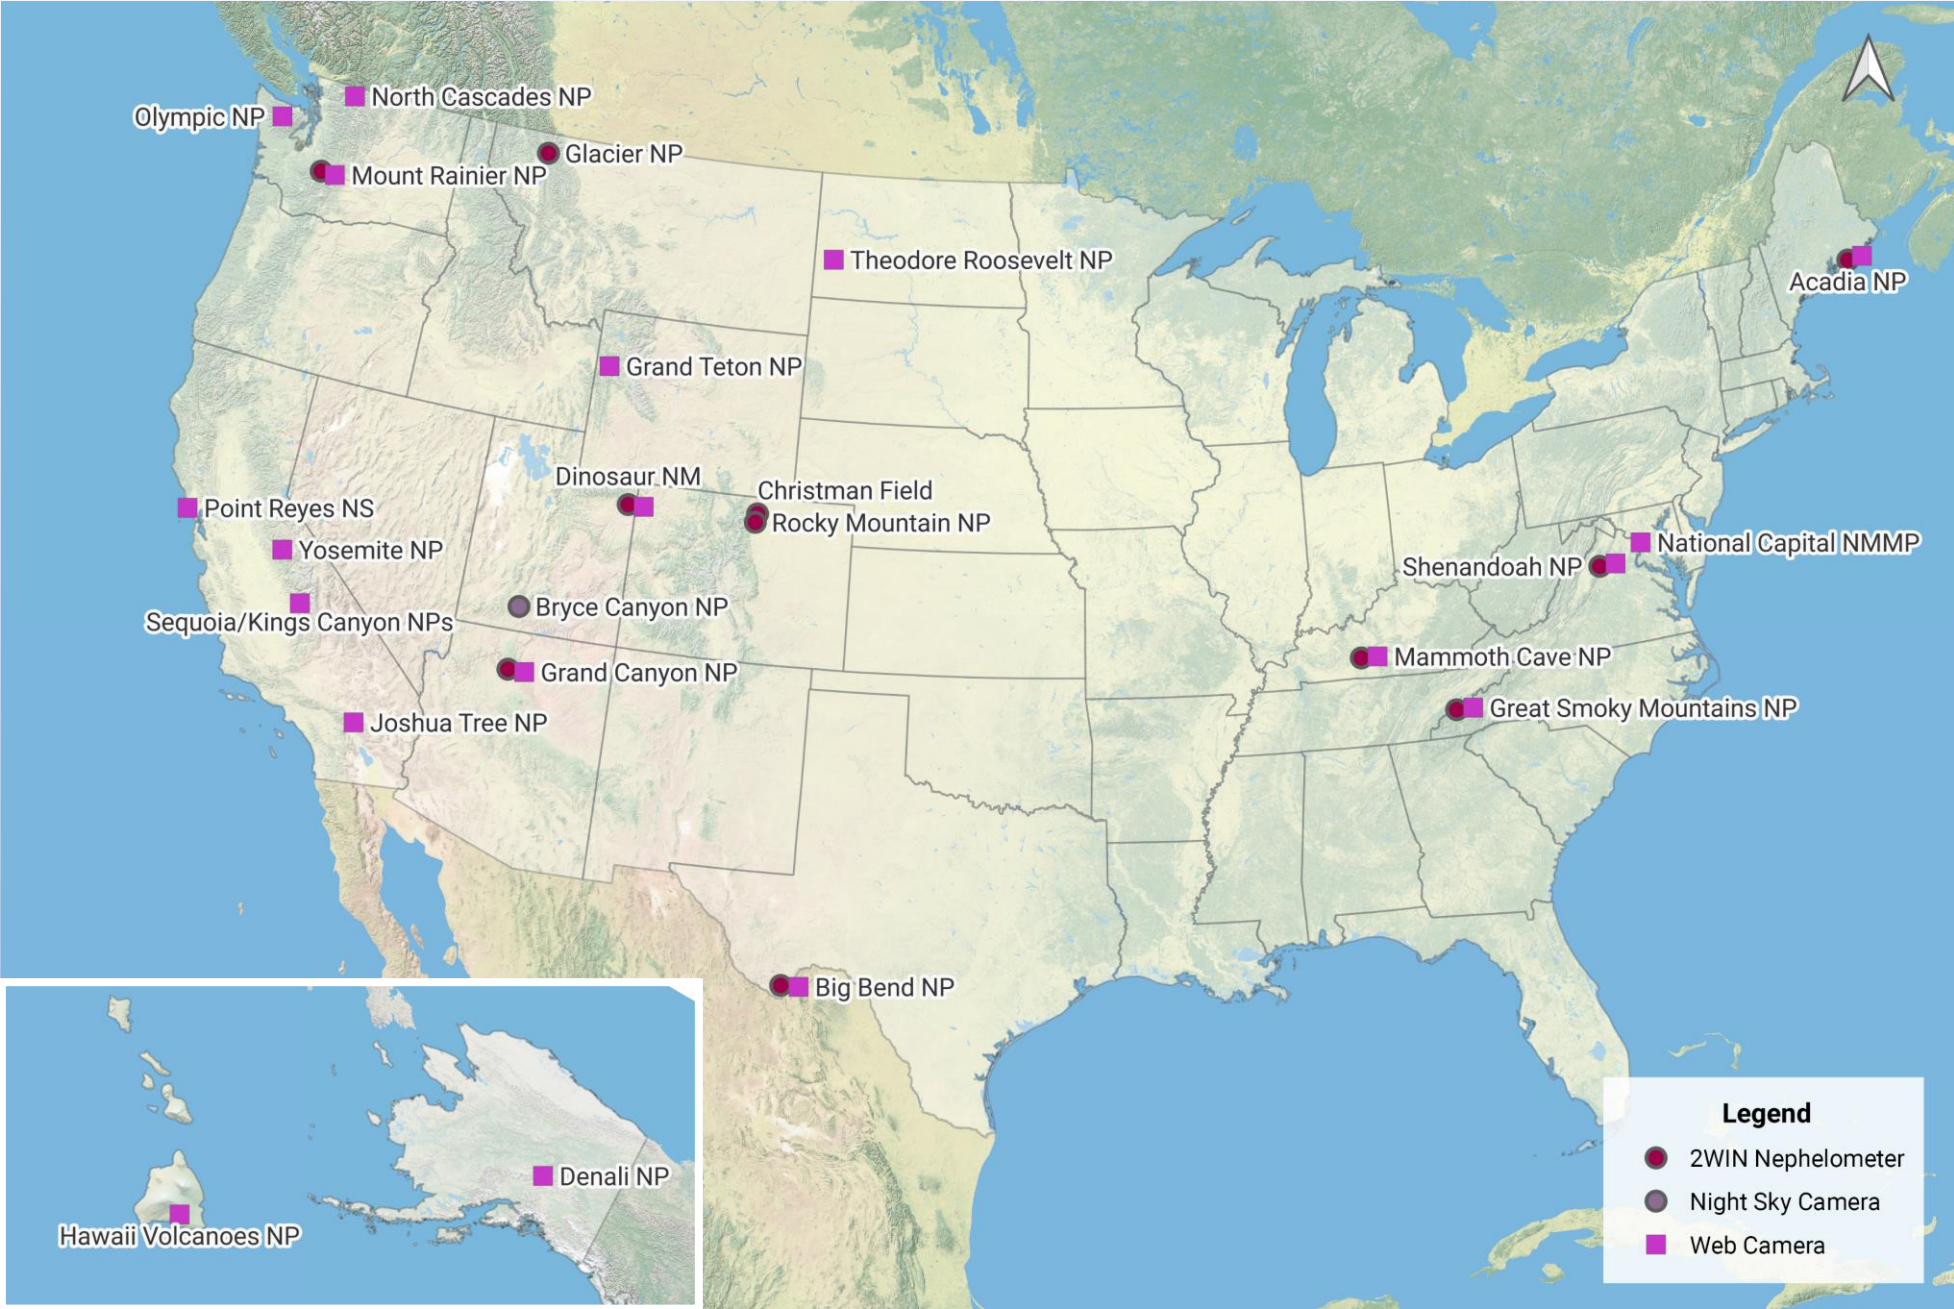 North Cascades NP
Olympic NP
Glacier NP
Mount Rainier NP
Theodore Roosevelt NP
Acadia NP
Grand Teton NP
Dinosaur NM
Christman Field
Point Reyes NS
Rocky Mountain NP
National Capital NMMP
Yosemite NP
Shenandoah NP
Bryce Canyon NP
Sequoia/Kings Canyon NPs
Mammoth Cave NP
Grand Canyon NP
Great Smoky Mountains NP
Joshua Tree NP
Big Bend NP
Denali NP
Hawaii Volcanoes NP
Legend
2WIN Nephelometer
Night Sky Camera
Web Camera